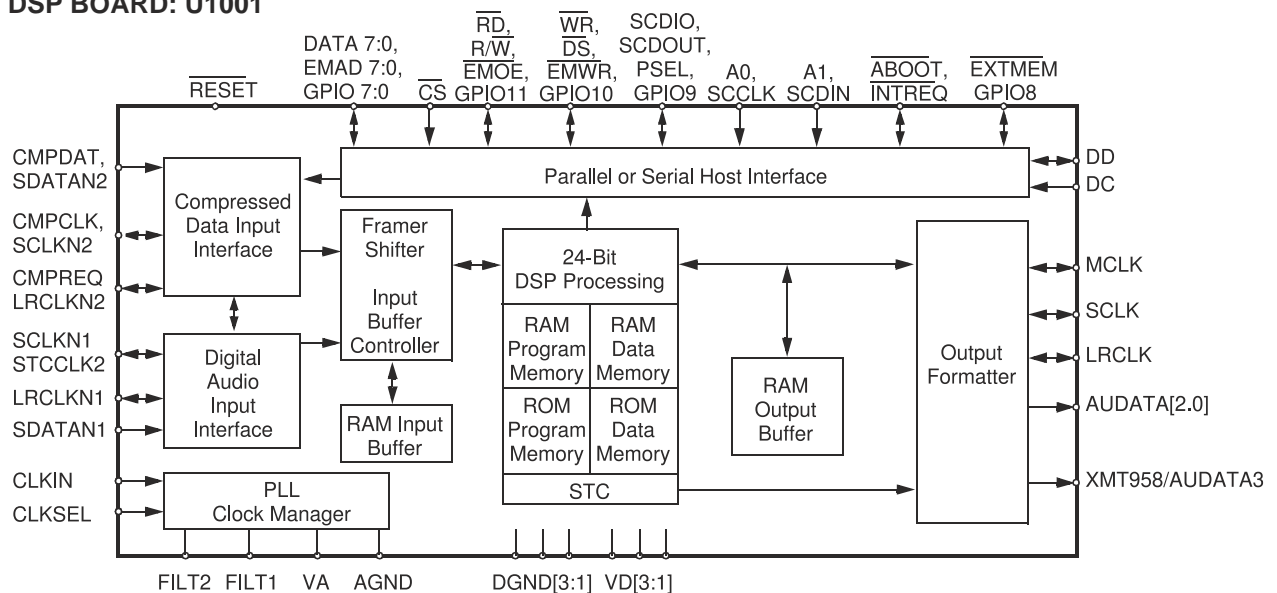 DSP BOARD: U1001
RD,
R/W,
EMOE,
GPIO11
WR,
DS,
EMWR,
GPIO10
SCDIO,
SCDOUT,
PSEL,
GPIO9
DATA 7:0,
EMAD 7:0,
GPIO 7:0
RESET
CS
A0,
SCCLK
A1,
SCDIN
ABOOT,
INTREQ
EXTMEM
GPIO8
CMPDAT,
SDATAN2
CMPCLK,
SCLKN2
CMPREQ
LRCLKN2
SCLKN1
STCCLK2
LRCLKN1
SDATAN1
CLKIN
CLKSEL
Compressed
Data Input
Interface
Digital
Audio
Input
Interface
PLL
Clock Manager
Parallel or Serial Host Interface
Framer
Shifter
Input
Buffer
Controller
RAM Input
Buffer
24-Bit
DSP Processing
RAM
Program
Memory
RAM
Data
Memory
ROM
Program
Memory
ROM
Data
Memory
STC
RAM
Output
Buffer
Output
Formatter
DD
DC
MCLK
SCLK
LRCLK
AUDATA[2.0]
XMT958/AUDATA3
FILT2
FILT1
VA
AGND
DGND[3:1]
VD[3:1]